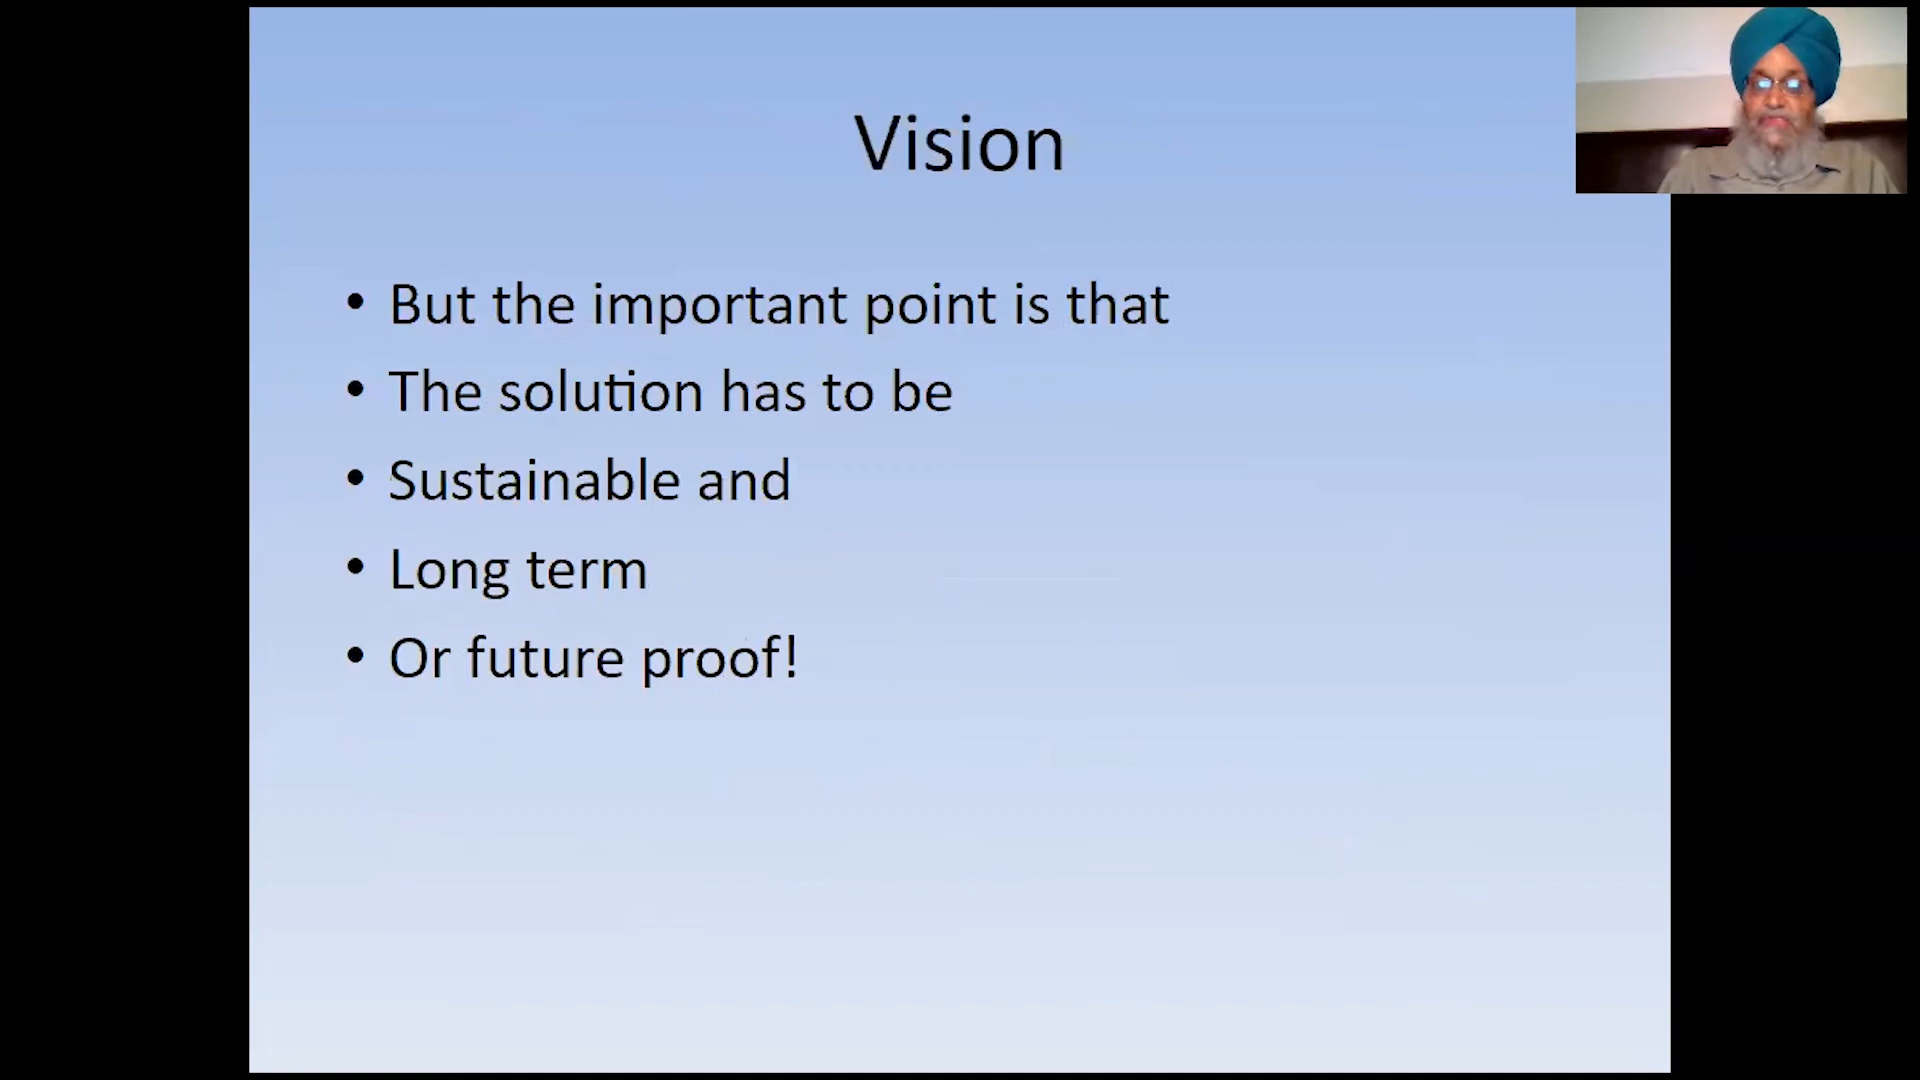 Vision
• But the important point is that
• The solution has to be
• Sustainable and
• Long term
• Or future proof!